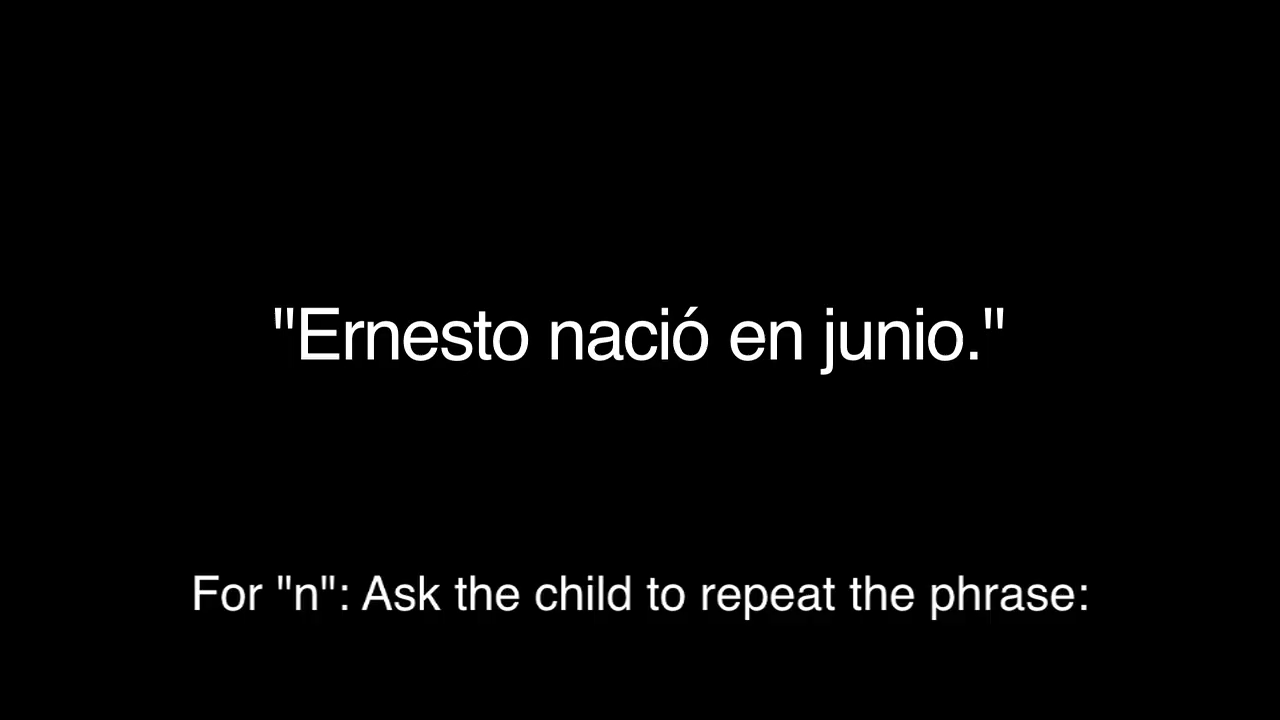 "Ernesto nació en junio."
For "n": Ask the child to repeat the phrase: